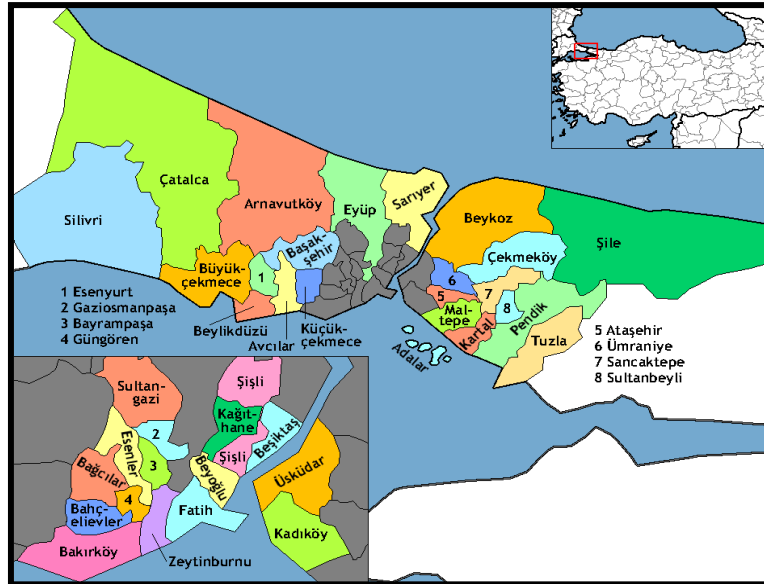 Çatalca
Silivri
Arnavutköy
Eyüp
Sarıyer
Başak-
şehir
Büyük-
çekmece
1
Beylikdüzü
Avcılar
Küçük-
çekmece
Beykoz
Şile
Çekmeköy
6
5
7
8
Mal-
tepe
Kartal
Pendik
Tuzla
Adalar
1 Esenyurt
2 Gaziosmanpaşa
3 Bayrampaşa
4 Güngören
5 Ataşehir
6 Ümraniye
7 Sancaktepe
8 Sultanbeyli
Sultan-
gazi
Şişli
Kağıt-
hane
Beşiktaş
Esenler
2
3
Şişli
Beyoğlu
Bağcılar
4
Bahç-
elievler
Fatih
Üsküdar
Kadıköy
Bakırköy
Zeytinburnu